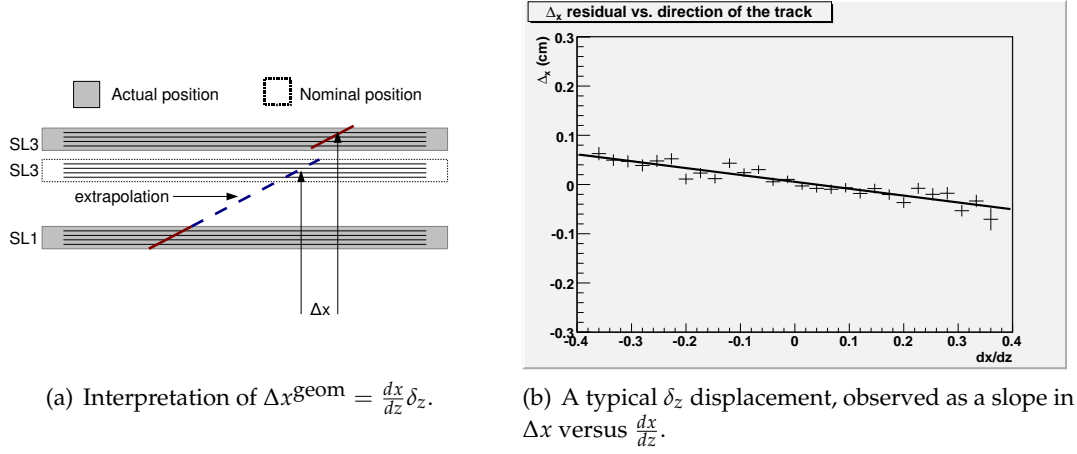 Actual position
Nominal position
SL3
SL3
extrapolation
SL1
Δx
(a) Interpretation of Δx^geom = dx/dz δz.
Δx residual vs. direction of the track
Δx (cm)
0.3
0.2
0.1
0
-0.1
-0.2
-0.3
-0.4 -0.3 -0.2 -0.1 0 0.1 0.2 0.3 0.4
dx/dz
(b) A typical δz displacement, observed as a slope in
Δx versus dx/dz.